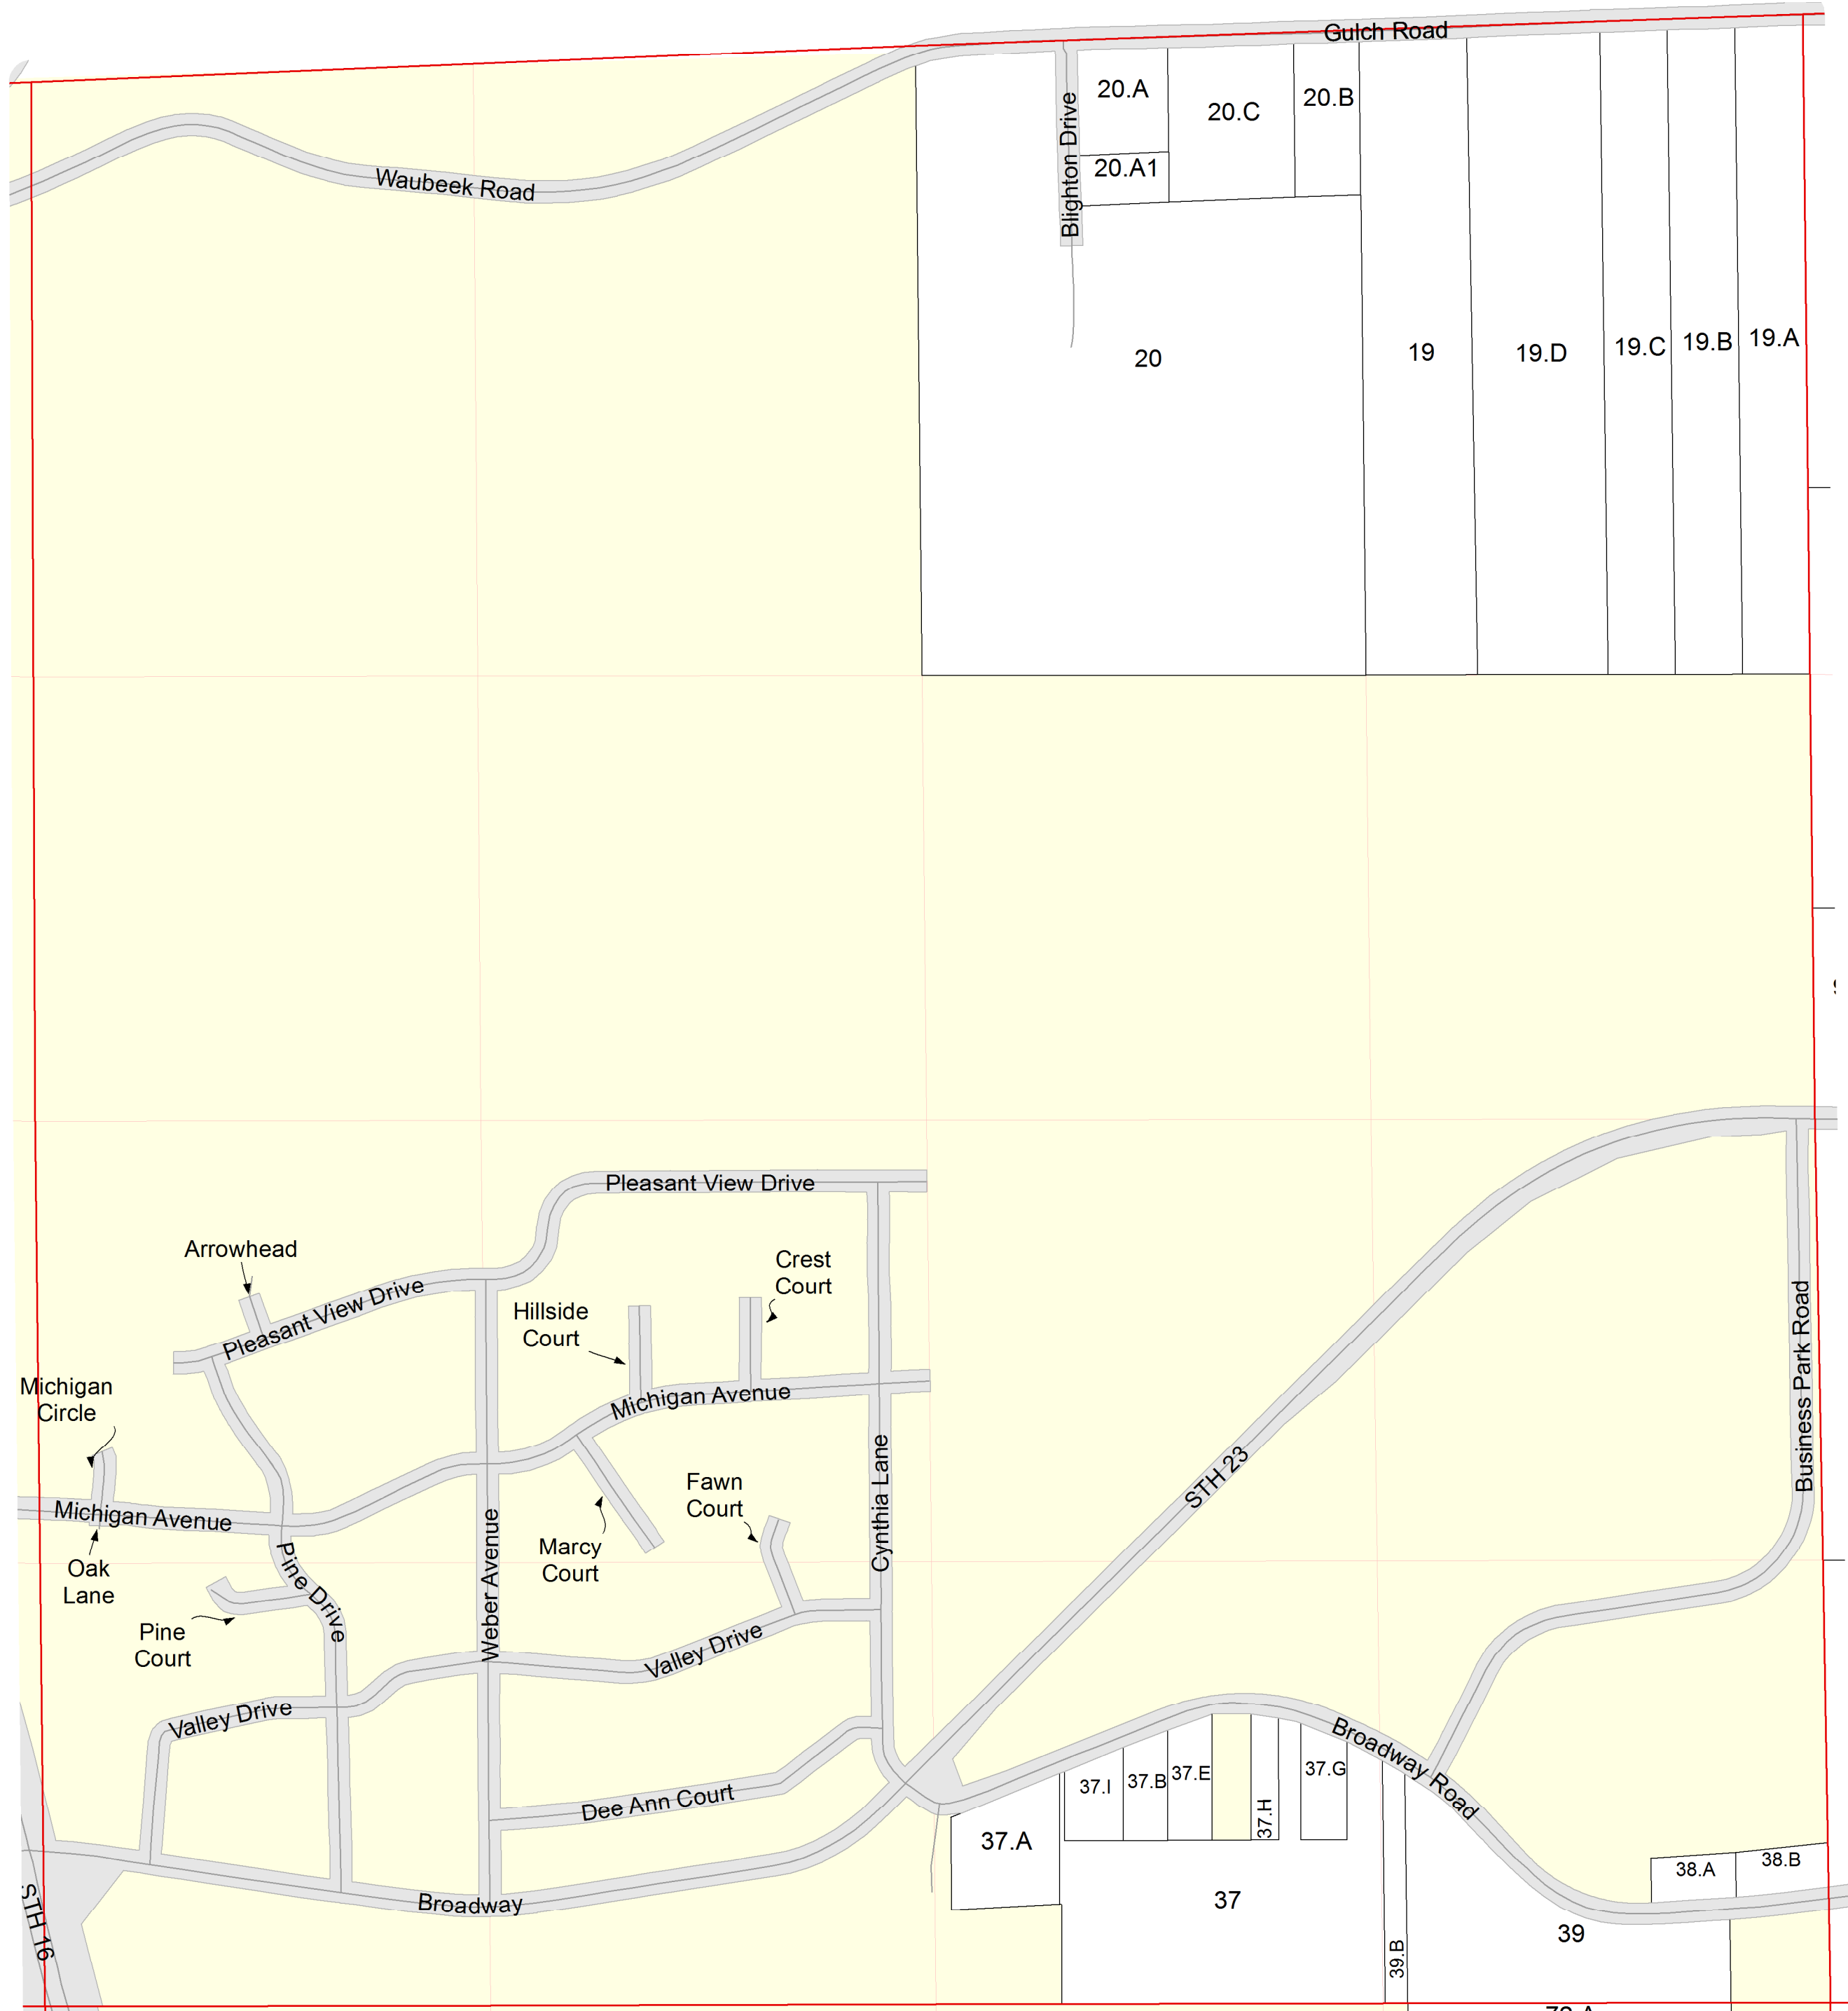 Gulch Road
20.A
20.C
20.B
Blighton Drive
20.A1
Waubeek Road
20
19
19.D
19.C
19.B
19.A
Pleasant View Drive
Arrowhead
Crest
Court
Pleasant View Drive
Hillside
Court
Business Park Road
Michigan
Circle
Michigan Avenue
Cynthia Lane
STH 23
Fawn
Court
Michigan Avenue
Weber Avenue
Marcy
Court
Oak
Lane
Pine Drive
Pine
Court
Valley Drive
Valley Drive
Broadway Road
37.I
37.B
37.E
37.H
37.G
Dee Ann Court
37.A
38.A
38.B
Broadway
37
39
STH 16
39.B